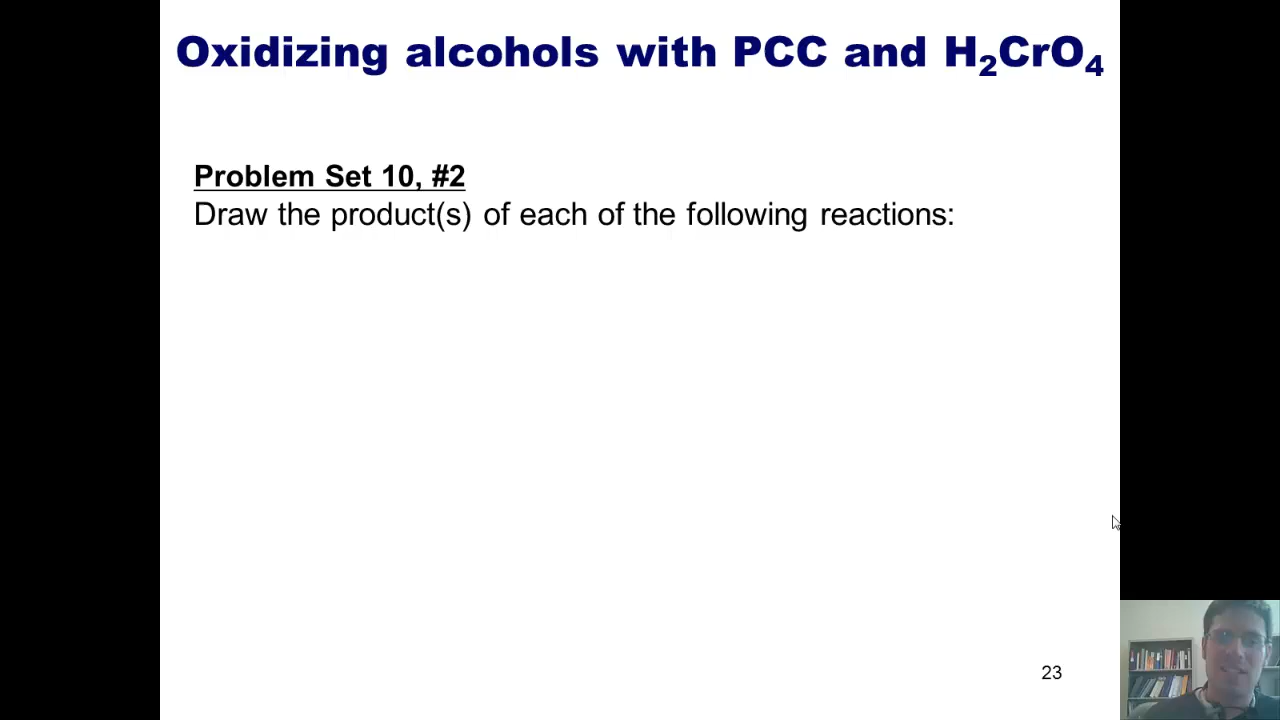 Oxidizing alcohols with PCC and H₂CrO₄
Problem Set 10, #2
Draw the product(s) of each of the following reactions:
23